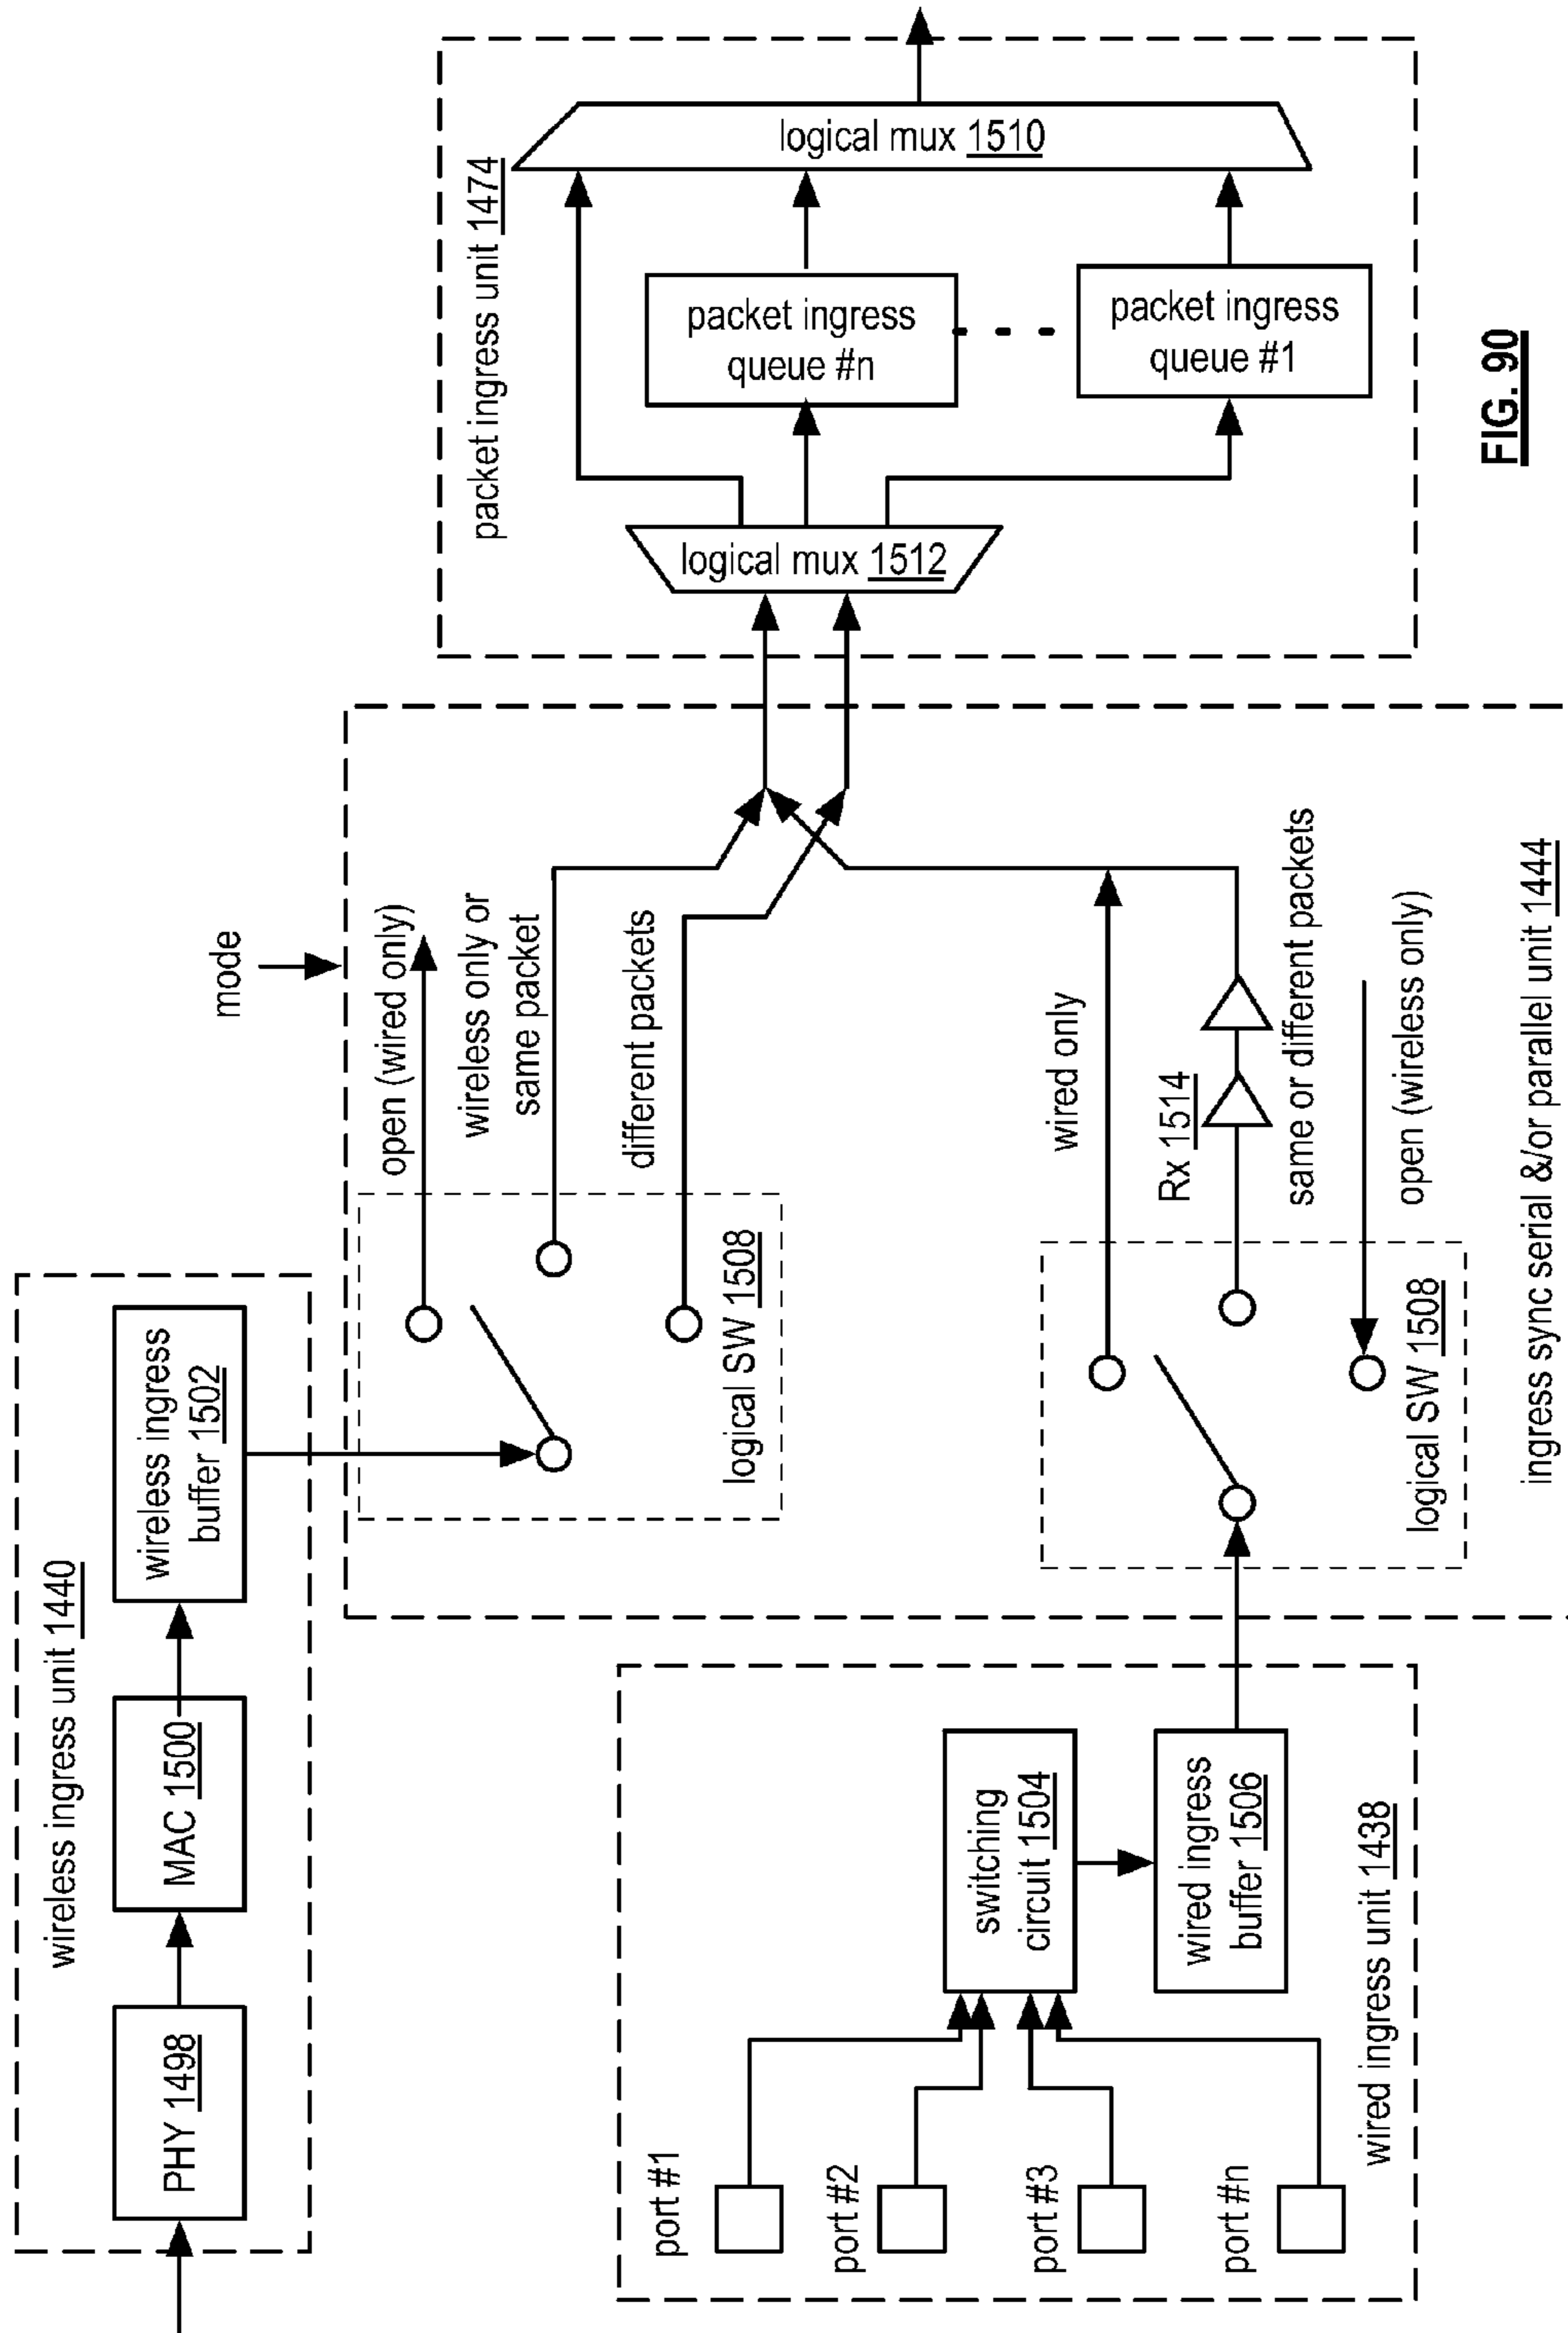 wireless ingress unit 1440
PHY 1498
MAC 1500
wireless ingress
buffer 1502
mode
open (wired only)
wireless only or
same packet
different packets
logical SW 1508
packet ingress unit 1474
logical mux 1512
packet ingress
queue #n
packet ingress
queue #1
logical mux 1510
port #1
port #2
port #3
port #n
switching
circuit 1504
wired ingress
buffer 1506
wired ingress unit 1438
wired only
Rx 1514
same or different packets
open (wireless only)
logical SW 1508
ingress sync serial &/or parallel unit 1444
FIG. 90